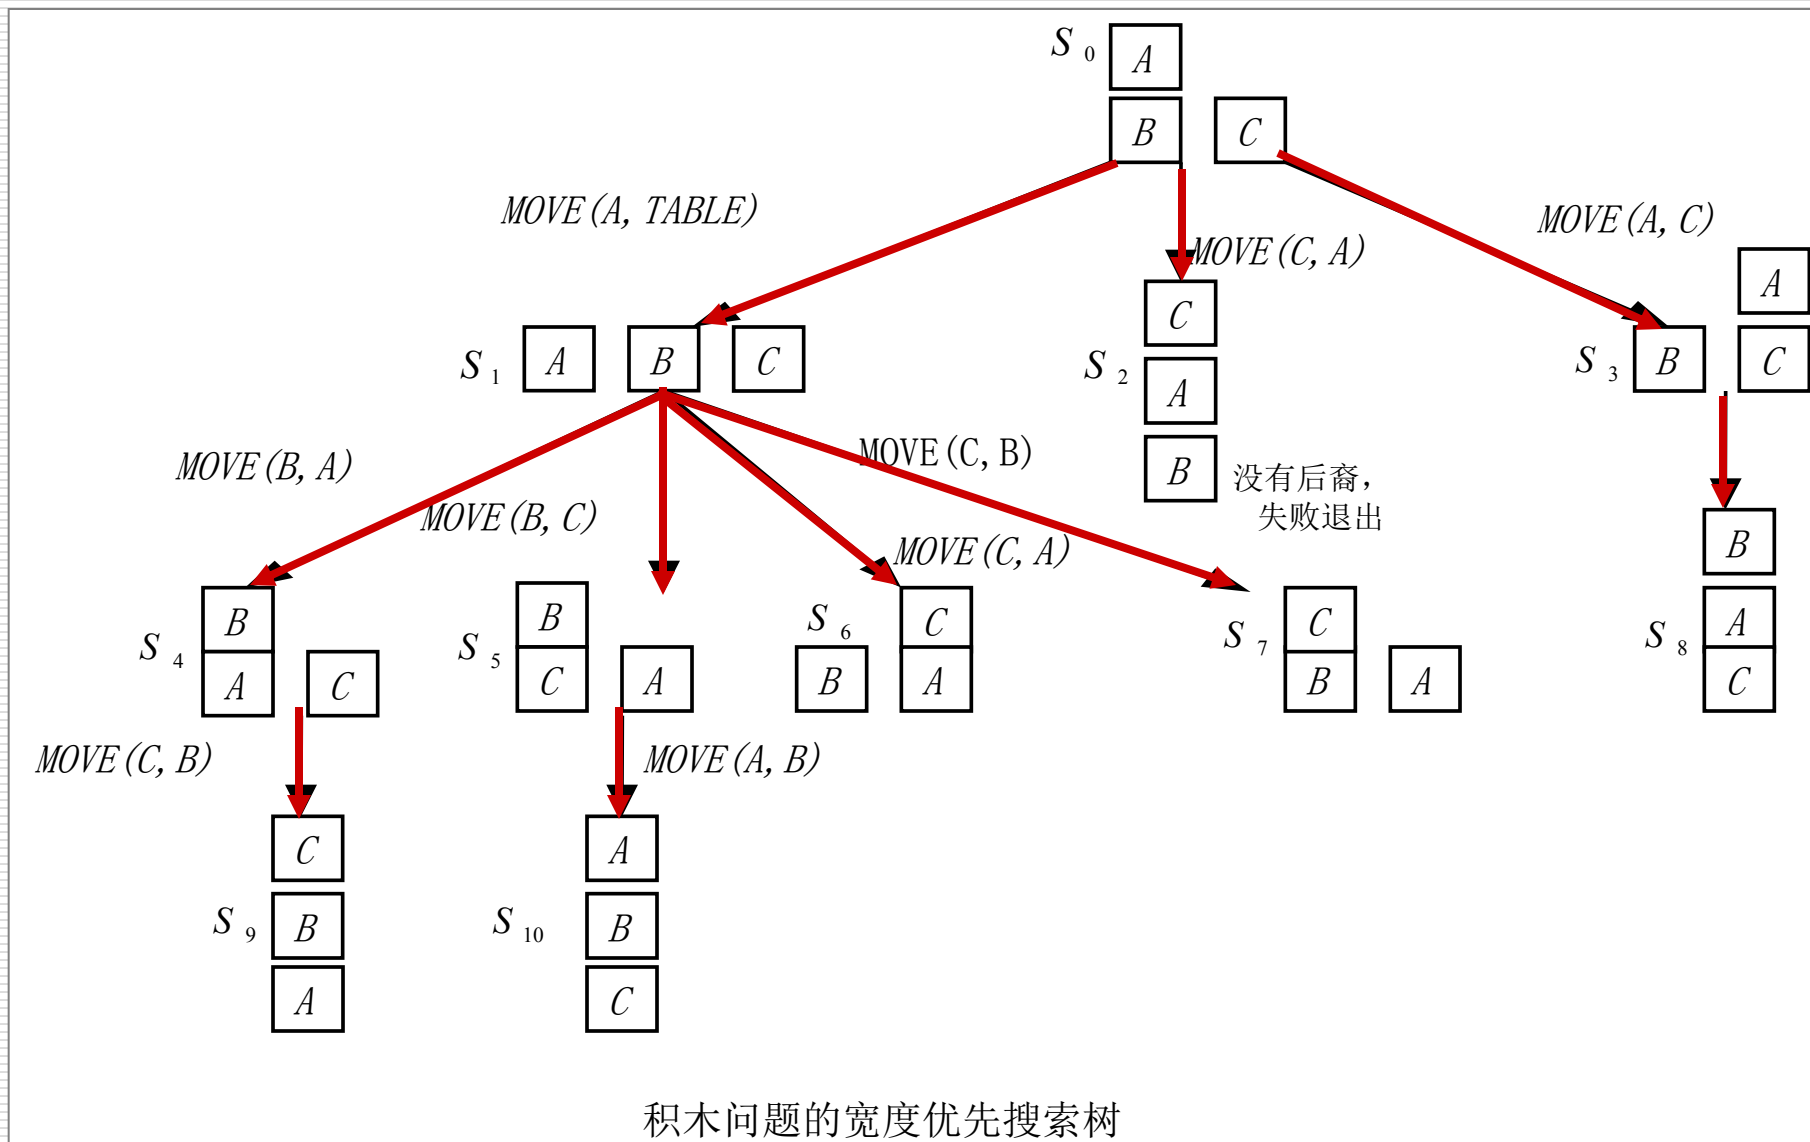 S 0
A
B C
MOVE(A, TABLE)
MOVE(C, A)
MOVE(A, C)
S 1 A B C
C
S 2 A
B
没有后裔，
失败退出
A
S 3 B C
MOVE(B, A)
MOVE(B, C)
MOVE(C, A)
MOVE(C, B)
B
S 4 A C
B
S 5 C A
S 6 C
B A
C
S 7 B A
B
S 8 A
C
MOVE(C, B)
MOVE(A, B)
C
S 9 B
A
A
S 10 B
C
积木问题的宽度优先搜索树